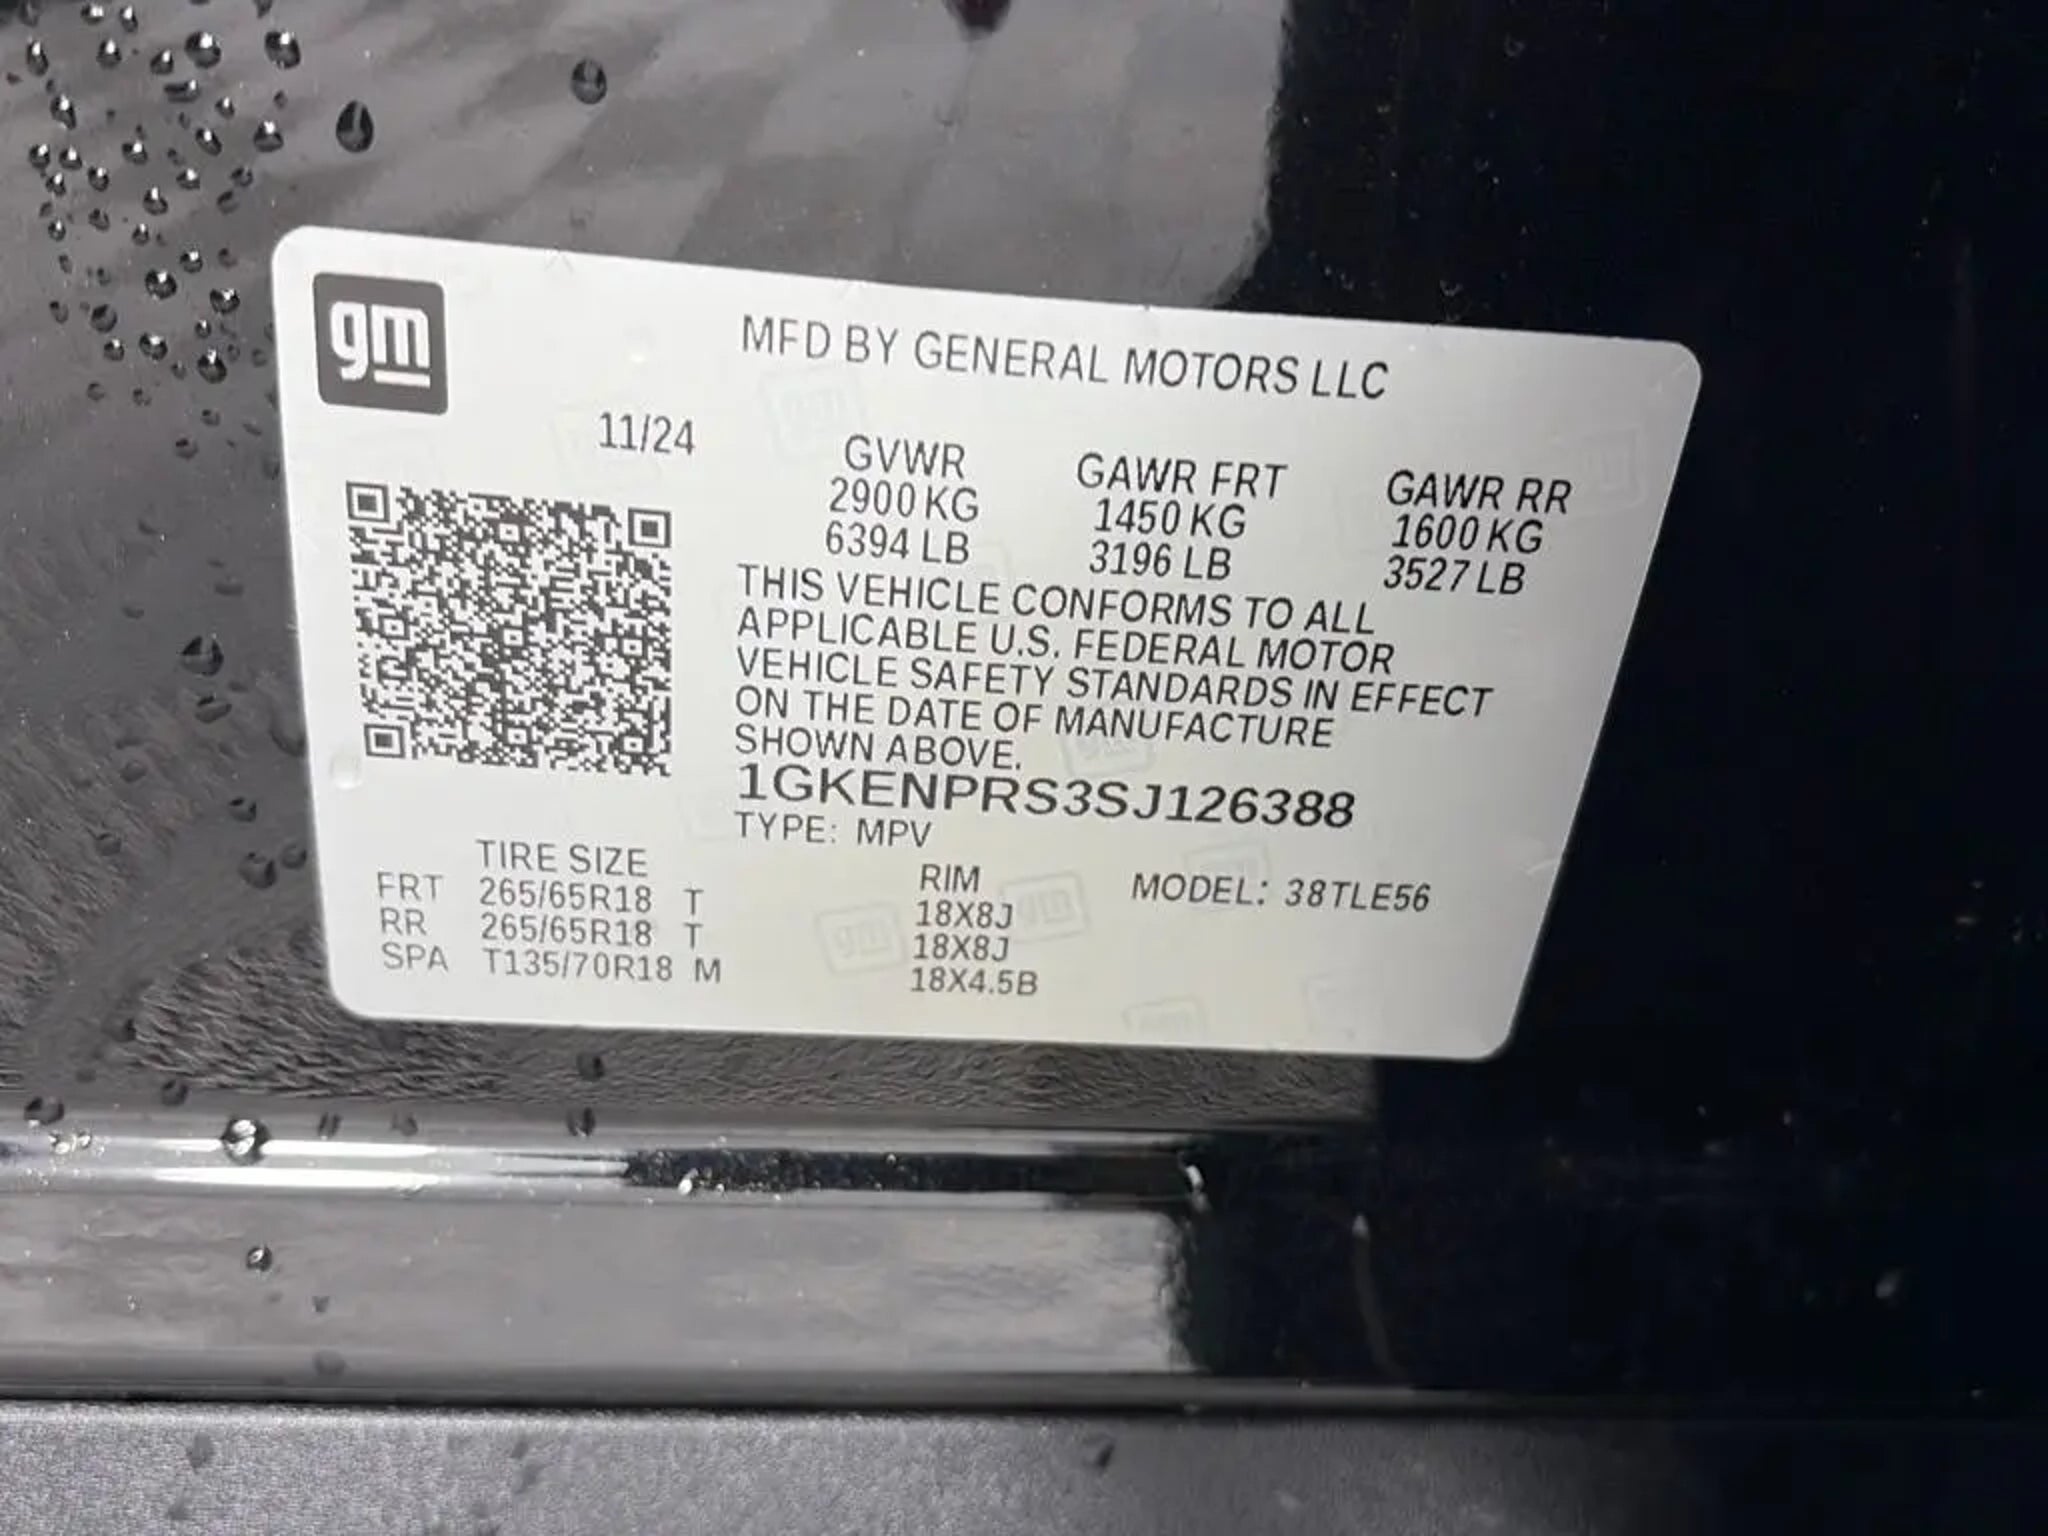 gm
MFD BY GENERAL MOTORS LLC
11/24
GVWR GAWR FRT GAWR RR
2900 KG 1450 KG 1600 KG
6394 LB 3196 LB 3527 LB
THIS VEHICLE CONFORMS TO ALL
APPLICABLE U.S. FEDERAL MOTOR
VEHICLE SAFETY STANDARDS IN EFFECT
ON THE DATE OF MANUFACTURE
SHOWN ABOVE.
1GKENPRS3SJ126388
TYPE: MPV
TIRE SIZE RIM MODEL: 38TLE56
FRT 265/65R18 T 18X8J
RR 265/65R18 T 18X8J
SPA T135/70R18 M 18X4.5B